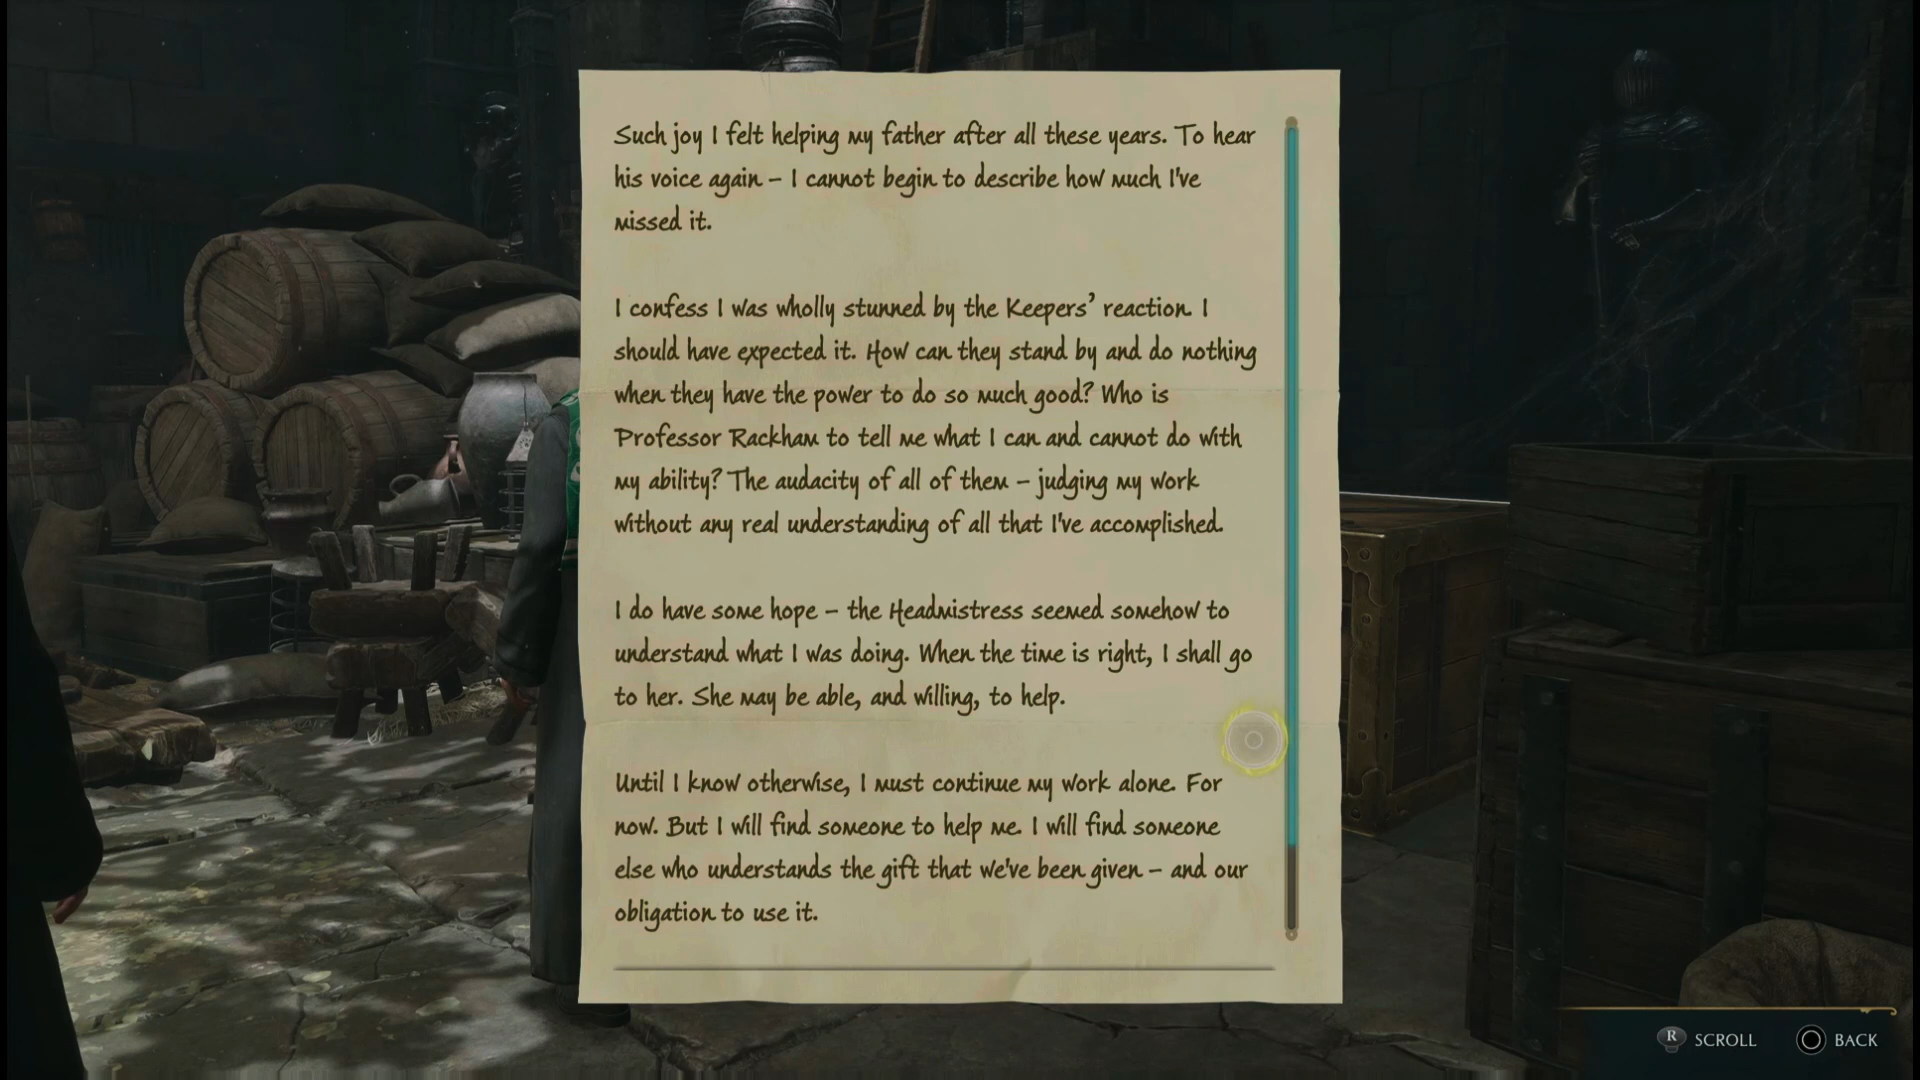 Such joy I felt helping my father after all these years. To hear
his voice again – I cannot begin to describe how much I've
missed it.
I confess I was wholly stunned by the Keepers' reaction. I
should have expected it. How can they stand by and do nothing
when they have the power to do so much good? Who is
Professor Rackham to tell me what I can and cannot do with
my ability? The audacity of all of them – judging my work
without any real understanding of all that I've accomplished.
I do have some hope – the Headmistress seemed somehow to
understand what I was doing. When the time is right, I shall go
to her. She may be able, and willing, to help.
Until I know otherwise, I must continue my work alone. For
now. But I will find someone to help me. I will find someone
else who understands the gift that we've been given – and our
obligation to use it.
R SCROLL BACK